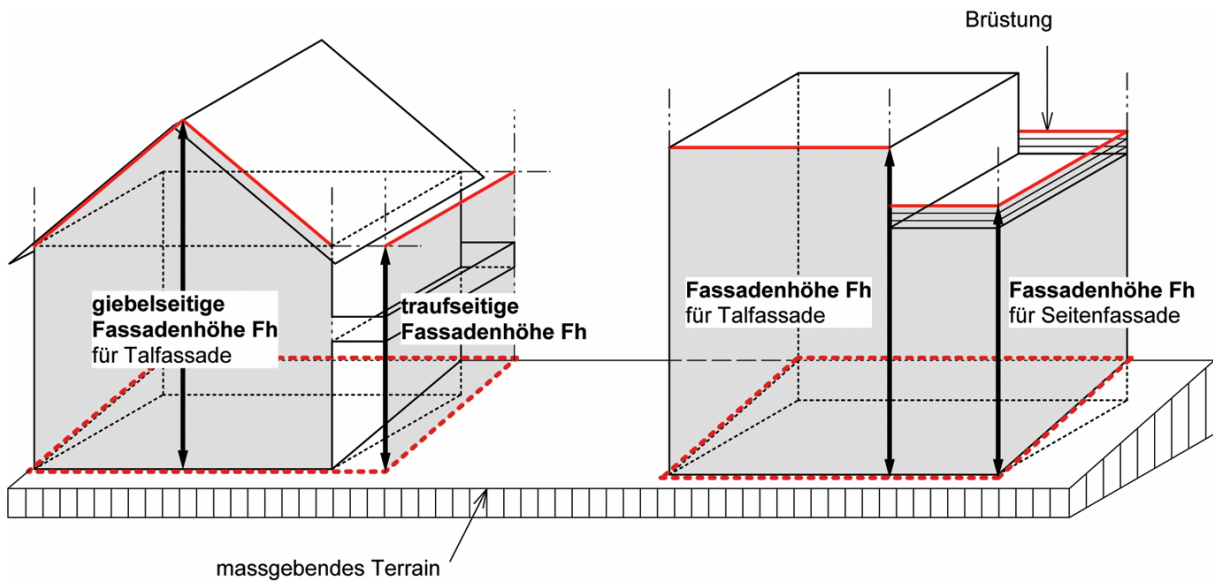 Brüstung
giebelseitige
Fassadenhöhe Fh
für Talfassade
traufseitige
Fassadenhöhe Fh
Fassadenhöhe Fh
für Talfassade
Fassadenhöhe Fh
für Seitenfassade
massgebendes Terrain